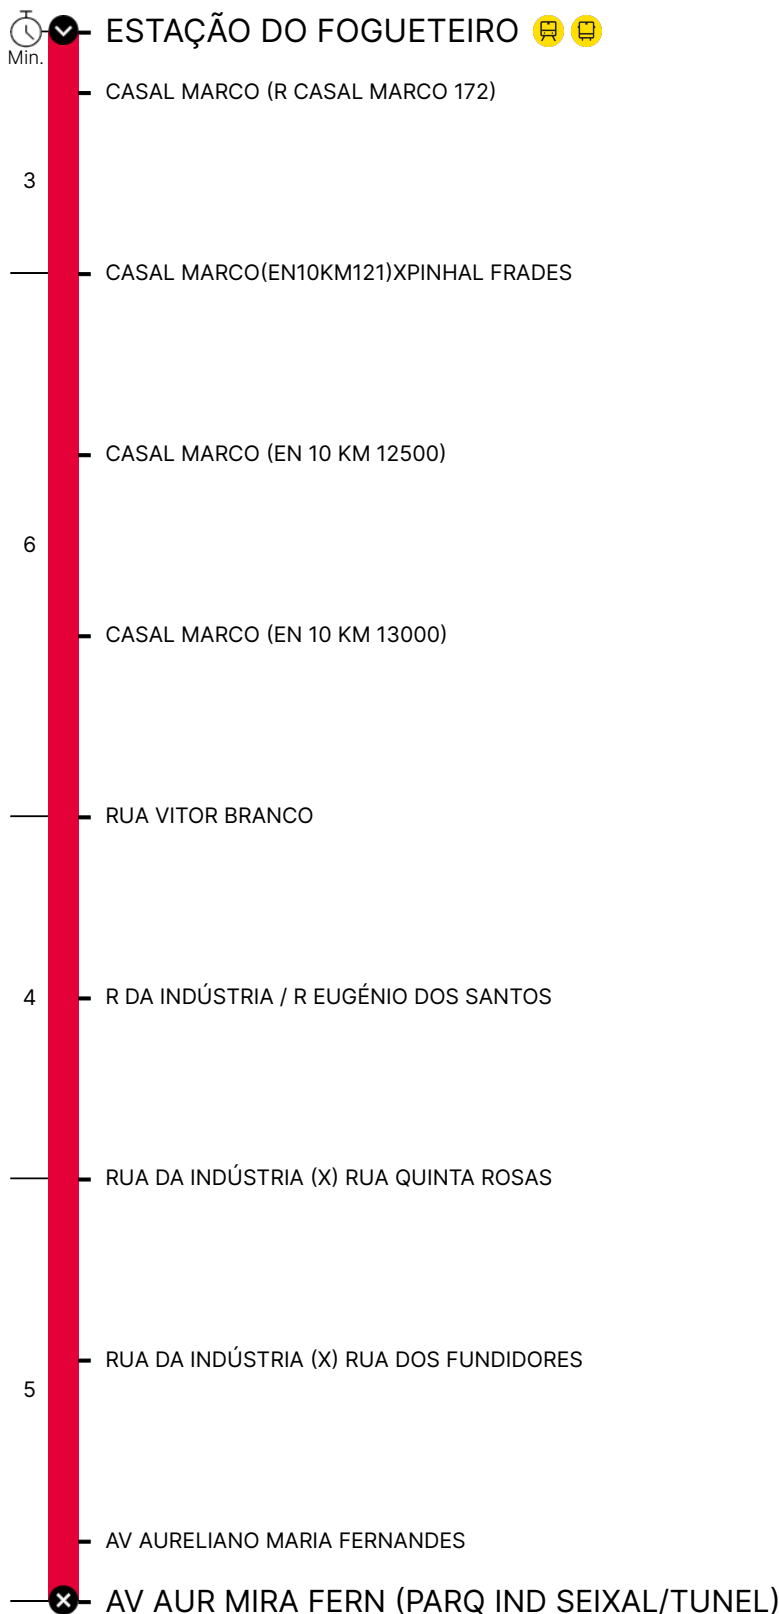 ESTAÇÃO DO FOGUETEIRO
Min.
CASAL MARCO (R CASAL MARCO 172)
3
CASAL MARCO(EN10KM121)XPINHAL FRADES
CASAL MARCO (EN 10 KM 12500)
6
CASAL MARCO (EN 10 KM 13000)
RUA VITOR BRANCO
4 R DA INDÚSTRIA / R EUGÉNIO DOS SANTOS
RUA DA INDÚSTRIA (X) RUA QUINTA ROSAS
RUA DA INDÚSTRIA (X) RUA DOS FUNDIDORES
5
AV AURELIANO MARIA FERNANDES
AV AUR MIRA FERN (PARQ IND SEIXAL/TUNEL)